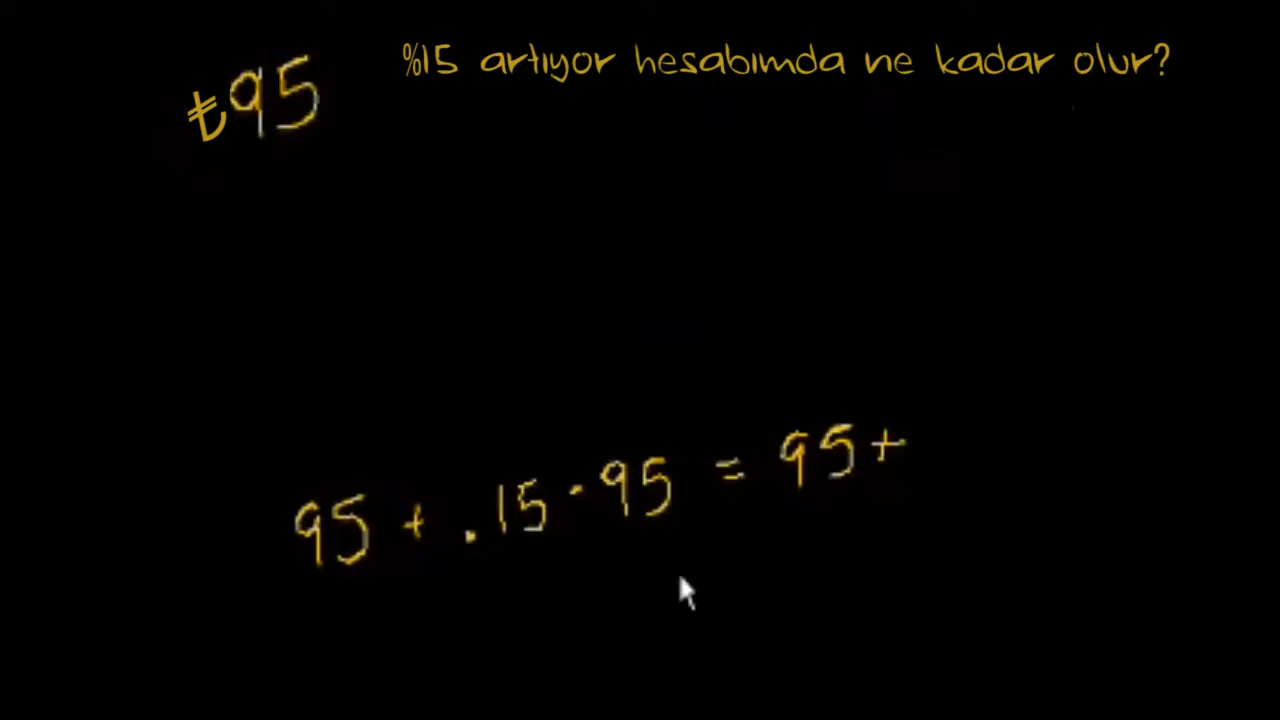 ₺95 %15 artıyor hesabımda ne kadar olur?
95 + .15 · 95 = 95 +